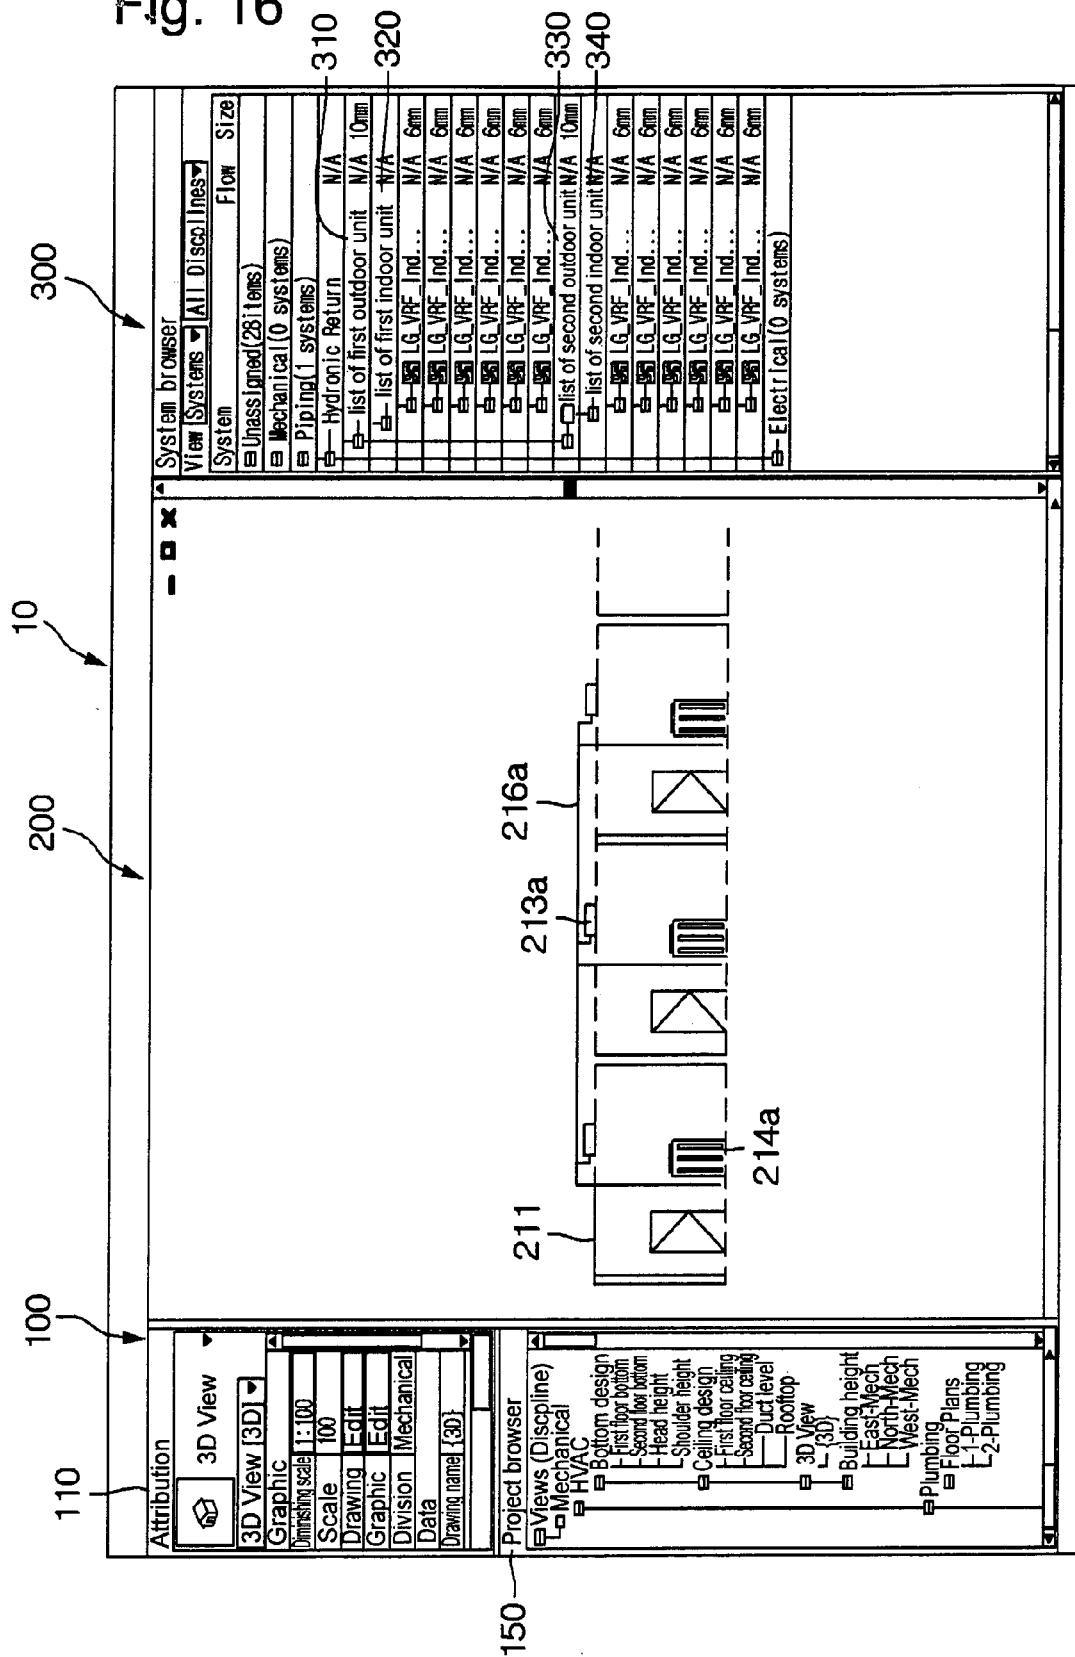 Fig. 16
10
100
200
300
110
Attribution
3D View
3D View [3D]
Graphic
Diminishing scale 1:100
Scale 100
Drawing Edit
Graphic Edit
Division Mechanical
Data
Drawing name {3D}
150
Project browser
Views (Discpline)
Mechanical
HVAC
Bottom design
First floor bottom
Second floor bottom
Head height
Shoulder height
Ceiling design
First floor ceiling
Second floor ceiling
Duct level
Rooftop
3D View
{3D}
Building height
East-Mech
North-Mech
West-Mech
Plumbing
Floor Plans
1-Plumbing
2-Plumbing
211
213a
216a
214a
System browser
View Systems All Discolines
System Flow Size
Unassigned(28items)
Mechanical(0 systems)
Piping(1 systems)
Hydronic Return N/A
list of first outdoor unit N/A 10mm
list of first indoor unit N/A
LG_VRF_Ind... N/A 6mm
LG_VRF_Ind... N/A 6mm
LG_VRF_Ind... N/A 6mm
LG_VRF_Ind... N/A 6mm
LG_VRF_Ind... N/A 6mm
LG_VRF_Ind... N/A 6mm
list of second outdoor unit N/A 10mm
list of second indoor unit N/A
LG_VRF_Ind... N/A 6mm
LG_VRF_Ind... N/A 6mm
LG_VRF_Ind... N/A 6mm
LG_VRF_Ind... N/A 6mm
LG_VRF_Ind... N/A 6mm
LG_VRF_Ind... N/A 6mm
Electrical(0 systems)
310
320
330
340